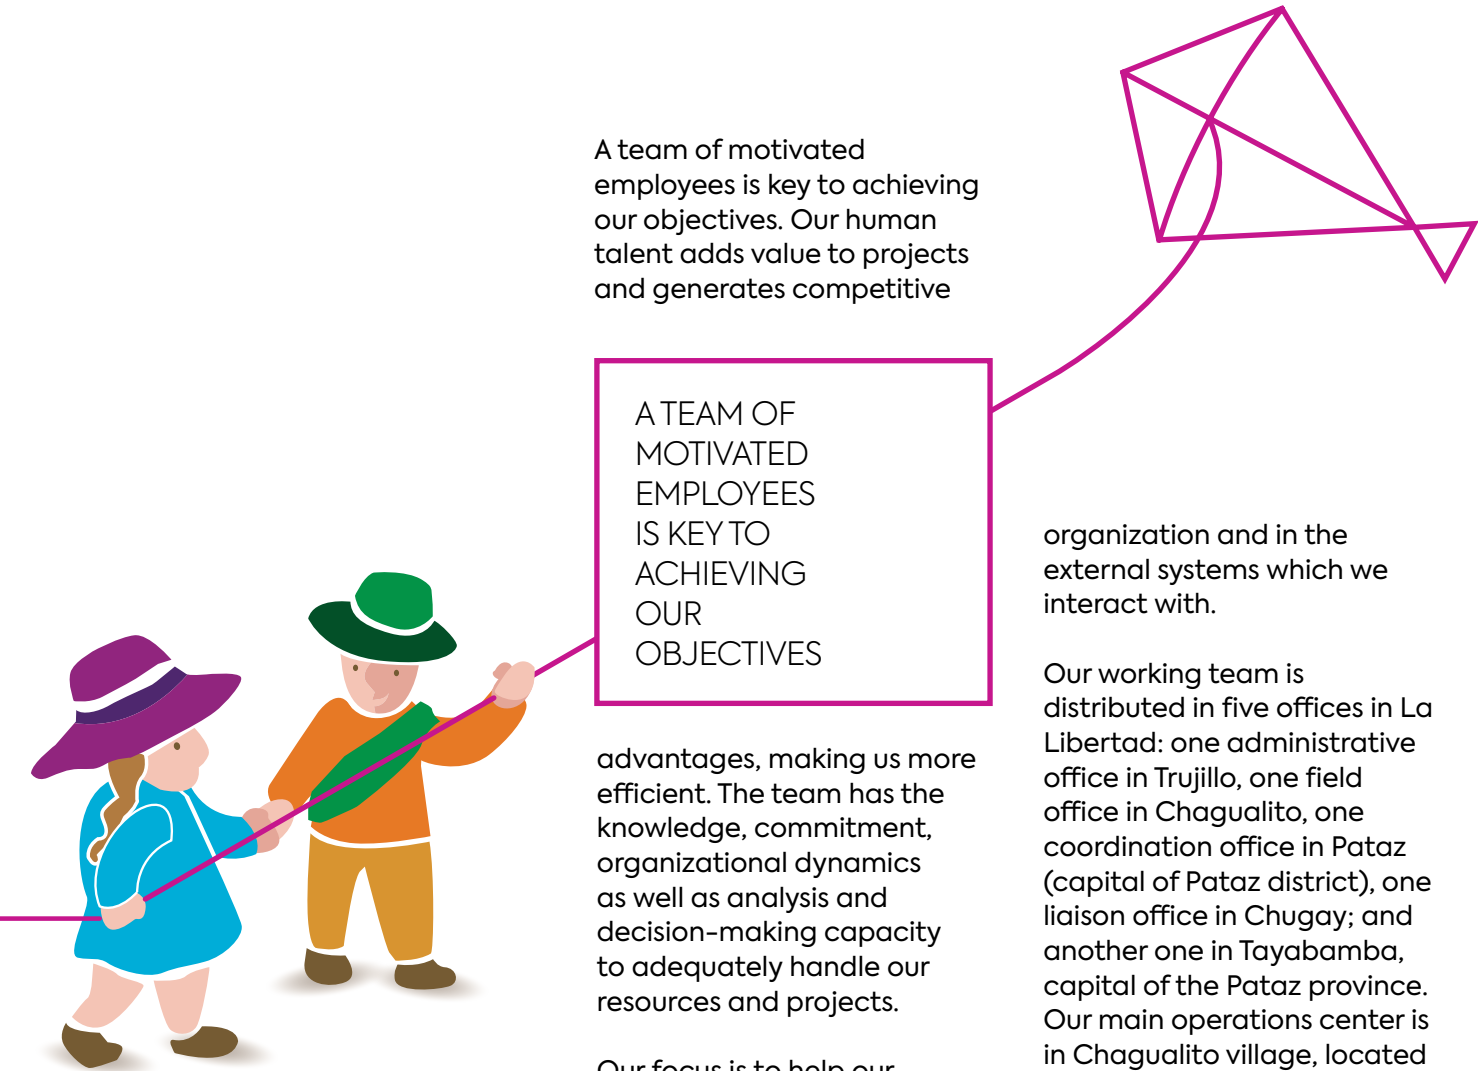 A team of motivated
employees is key to achieving
our objectives. Our human
talent adds value to projects
and generates competitive
A TEAM OF
MOTIVATED
EMPLOYEES
IS KEY TO
ACHIEVING
OUR
OBJECTIVES
advantages, making us more
efficient. The team has the
knowledge, commitment,
organizational dynamics
as well as analysis and
decision-making capacity
to adequately handle our
resources and projects.
Our focus is to help our
organization and in the
external systems which we
interact with.
Our working team is
distributed in five offices in La
Libertad: one administrative
office in Trujillo, one field
office in Chagualito, one
coordination office in Pataz
(capital of Pataz district), one
liaison office in Chugay; and
another one in Tayabamba,
capital of the Pataz province.
Our main operations center is
in Chagualito village, located